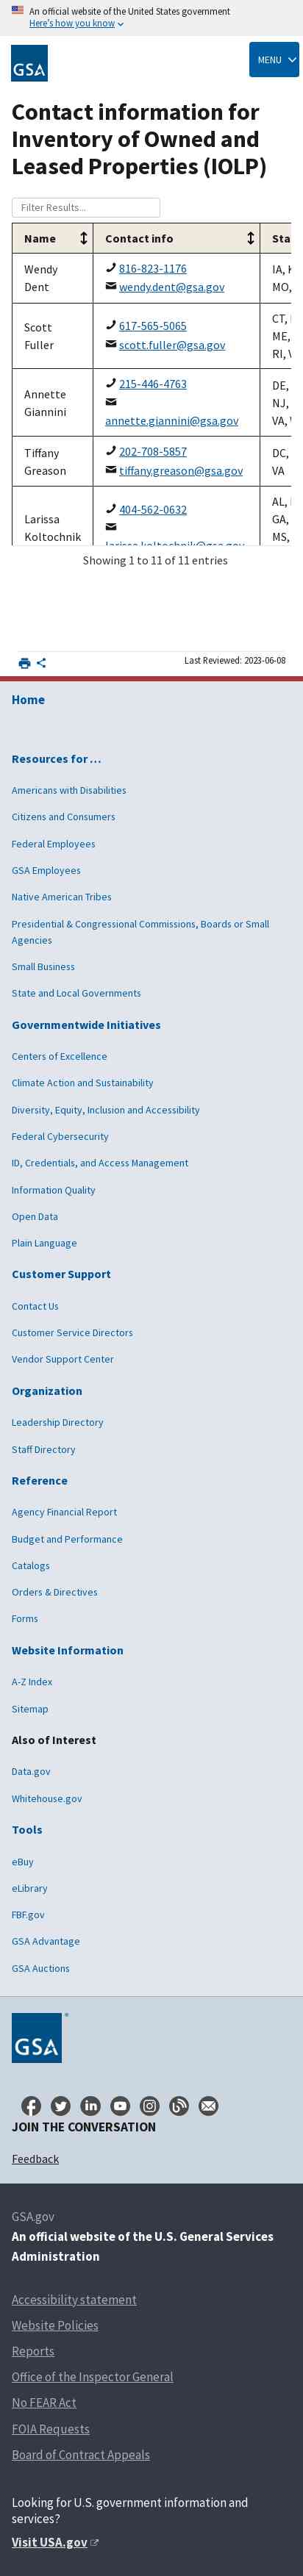 An official website of the United States government
Here's how you know
GSA
MENU
Contact information for
Inventory of Owned and
Leased Properties (IOLP)
Filter Results...
Name Contact info Sta
Wendy
Dent
816-823-1176
wendy.dent@gsa.gov
IA,
MO,
Scott
Fuller
617-565-5065
scott.fuller@gsa.gov
CT,
ME,
RI,
Annette
Giannini
215-446-4763
annette.giannini@gsa.gov
DE,
NJ,
VA,
Tiffany
Greason
202-708-5857
tiffany.greason@gsa.gov
DC,
VA
Larissa
Koltochnik
404-562-0632
larissa.koltochnik@gsa.gov
AL,
GA,
MS,
Showing 1 to 11 of 11 entries
Last Reviewed: 2023-06-08
Home
Resources for …
Americans with Disabilities
Citizens and Consumers
Federal Employees
GSA Employees
Native American Tribes
Presidential & Congressional Commissions, Boards or Small
Agencies
Small Business
State and Local Governments
Governmentwide Initiatives
Centers of Excellence
Climate Action and Sustainability
Diversity, Equity, Inclusion and Accessibility
Federal Cybersecurity
ID, Credentials, and Access Management
Information Quality
Open Data
Plain Language
Customer Support
Contact Us
Customer Service Directors
Vendor Support Center
Organization
Leadership Directory
Staff Directory
Reference
Agency Financial Report
Budget and Performance
Catalogs
Orders & Directives
Forms
Website Information
A-Z Index
Sitemap
Also of Interest
Data.gov
Whitehouse.gov
Tools
eBuy
eLibrary
FBF.gov
GSA Advantage
GSA Auctions
GSA
JOIN THE CONVERSATION
Feedback
GSA.gov
An official website of the U.S. General Services
Administration
Accessibility statement
Website Policies
Reports
Office of the Inspector General
No FEAR Act
FOIA Requests
Board of Contract Appeals
Looking for U.S. government information and
services?
Visit USA.gov